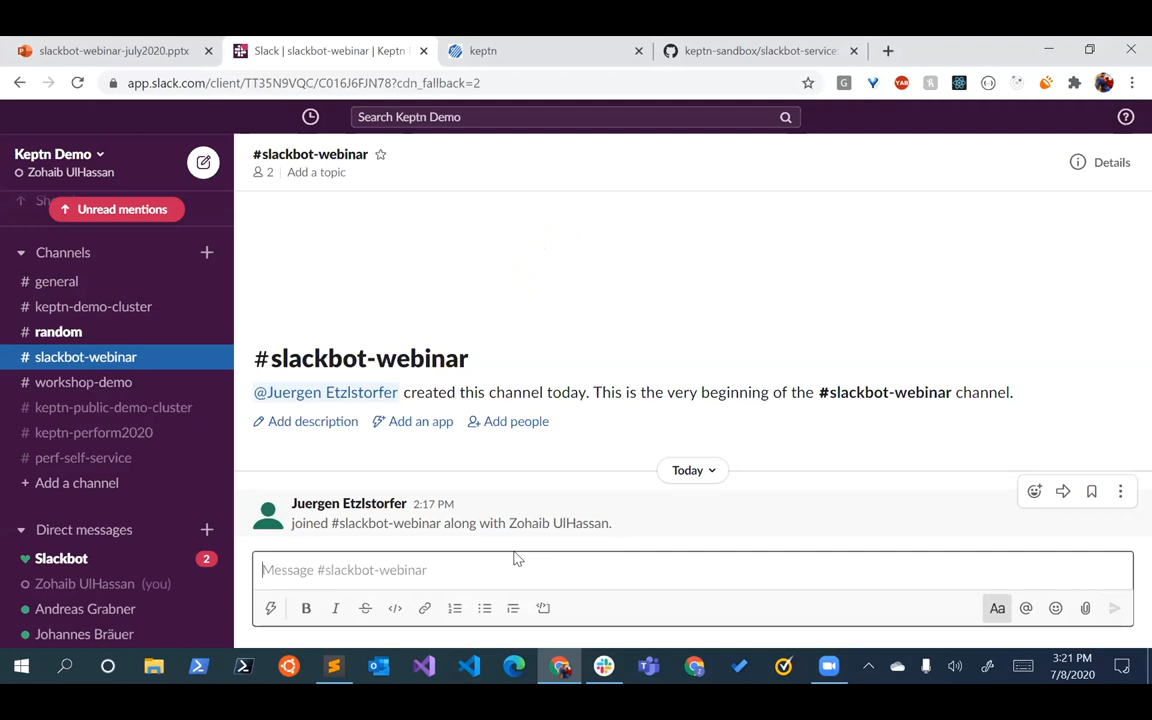 slackbot-webinar-july2020.pptx
Slack | slackbot-webinar | Keptn
keptn
keptn-sandbox/slackbot-service
app.slack.com/client/TT35N9VQC/C016J6FJN78?cdn_fallback=2
Search Keptn Demo
Keptn Demo
Zohaib UlHassan
Unread mentions
Channels
# general
# keptn-demo-cluster
# random
# slackbot-webinar
# workshop-demo
# keptn-public-demo-cluster
# keptn-perform2020
# perf-self-service
+ Add a channel
Direct messages
Slackbot 2
Zohaib UlHassan (you)
Andreas Grabner
Johannes Bräuer
#slackbot-webinar
2 | Add a topic
Details
#slackbot-webinar
@Juergen Etzlstorfer created this channel today. This is the very beginning of the #slackbot-webinar channel.
Add description Add an app Add people
Today
Juergen Etzlstorfer 2:17 PM
joined #slackbot-webinar along with Zohaib UlHassan.
Message #slackbot-webinar
B I S Aa @
3:21 PM
7/8/2020